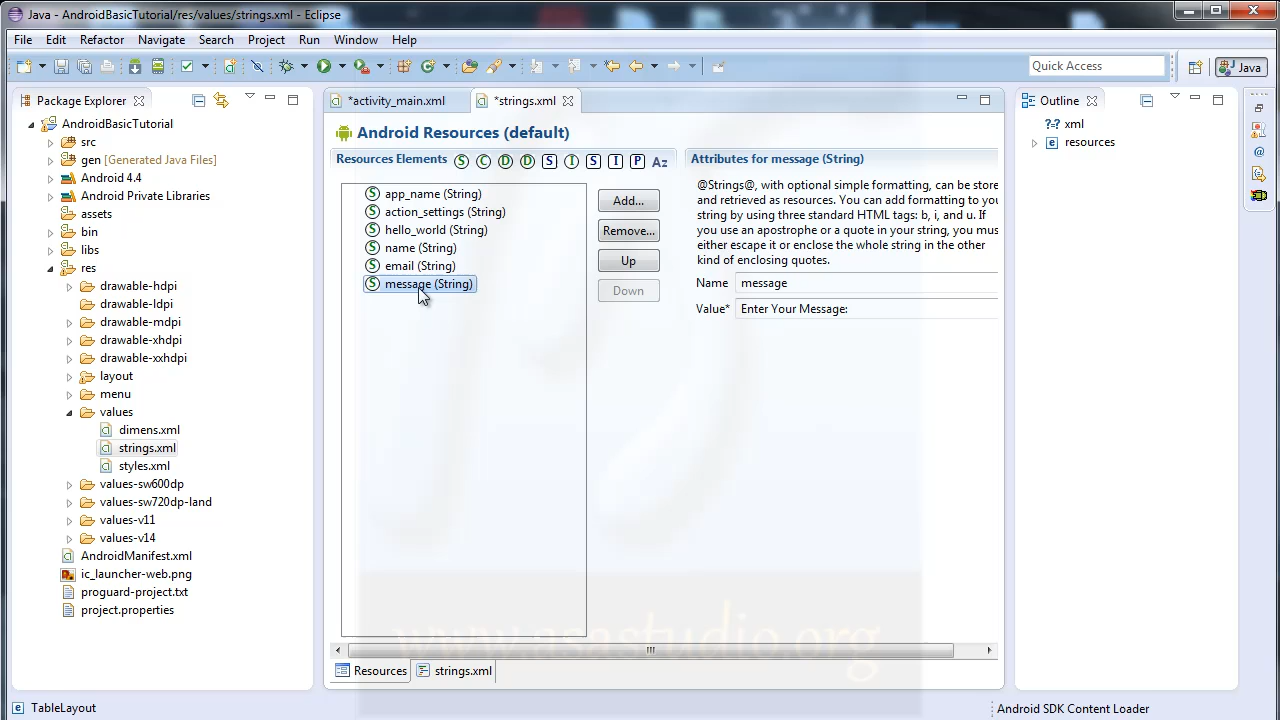 Java - AndroidBasicTutorial/res/values/strings.xml - Eclipse
File Edit Refactor Navigate Search Project Run Window Help
Quick Access
Java
Package Explorer
AndroidBasicTutorial
src
gen [Generated Java Files]
Android 4.4
Android Private Libraries
assets
bin
libs
res
drawable-hdpi
drawable-ldpi
drawable-mdpi
drawable-xhdpi
drawable-xxhdpi
layout
menu
values
dimens.xml
strings.xml
styles.xml
values-sw600dp
values-sw720dp-land
values-v11
values-v14
AndroidManifest.xml
ic_launcher-web.png
proguard-project.txt
project.properties
*activity_main.xml
*strings.xml
Android Resources (default)
Resources Elements S C D D S I S I P Az
app_name (String)
action_settings (String)
hello_world (String)
name (String)
email (String)
message (String)
Add...
Remove...
Up
Down
Attributes for message (String)
@Strings@, with optional simple formatting, can be store
and retrieved as resources. You can add formatting to you
string by using three standard HTML tags: b, i, and u. If
you use an apostrophe or a quote in your string, you mus
either escape it or enclose the whole string in the other
kind of enclosing quotes.
Name message
Value* Enter Your Message:
www.asastudio.org
Resources strings.xml
Outline
xml
resources
TableLayout
Android SDK Content Loader